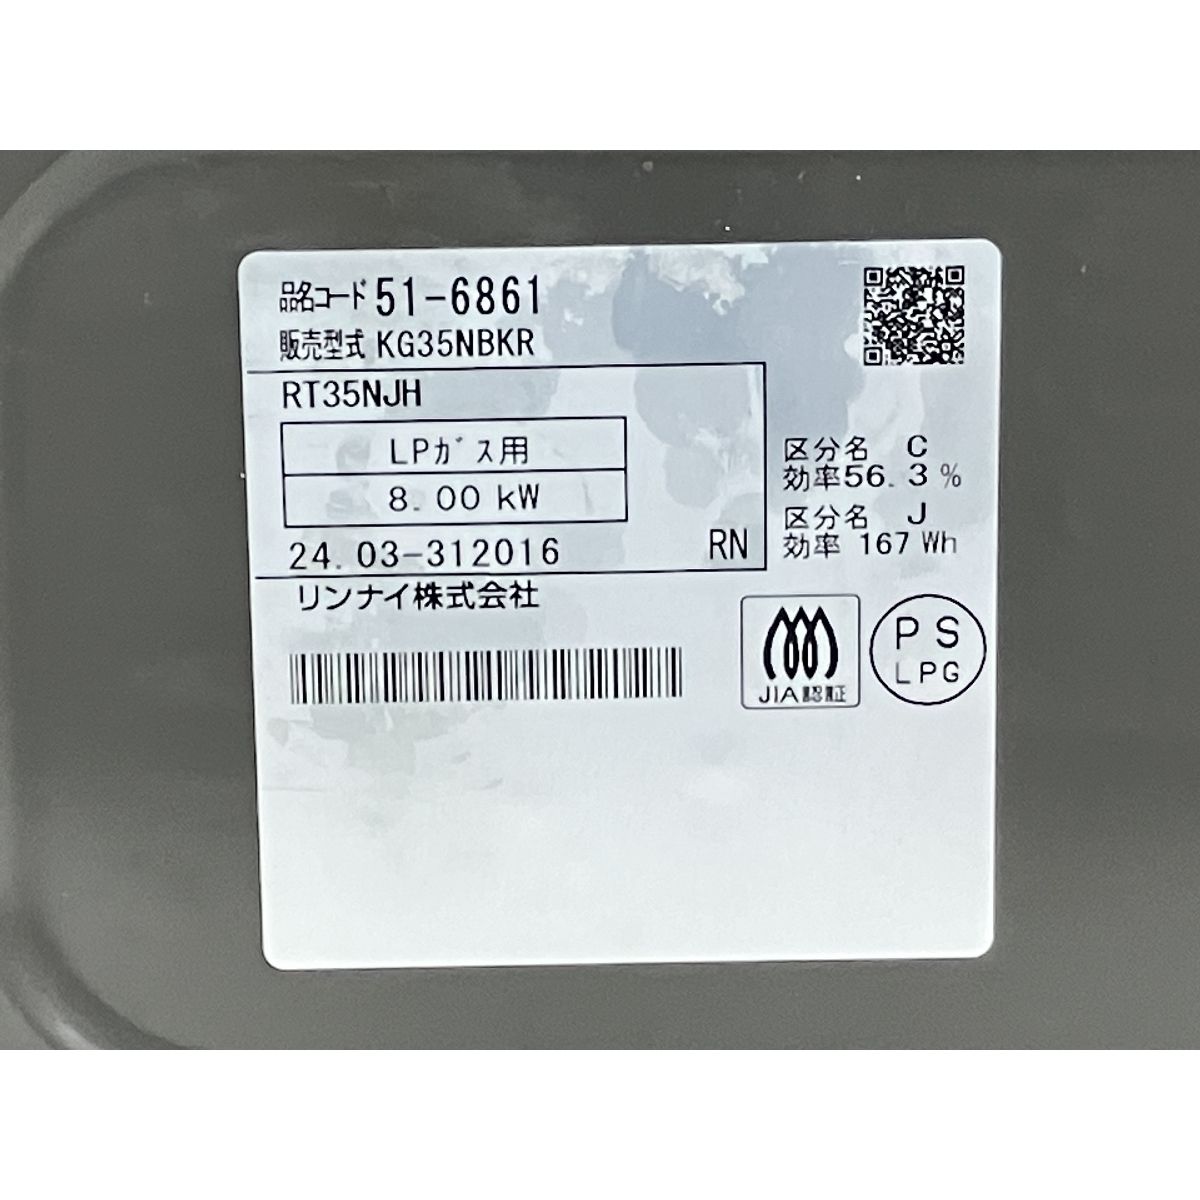 品名コード 51-6861
販売型式 KG35NBKR
RT35NJH
LPガス用
8.00 kW
24.03-312016
RN
リンナイ株式会社
区分名 C
効率56.3%
区分名 J
効率 167 Wh
JIA認証
PS
LPG